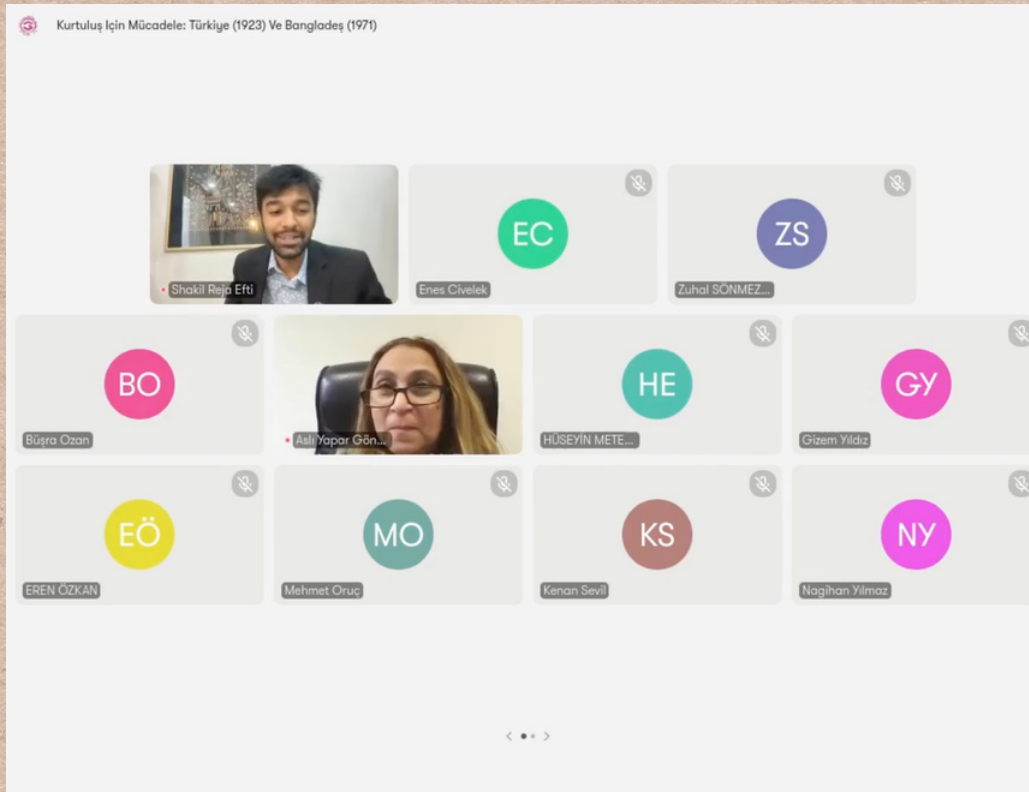 Kurtuluş Için Mücadele: Türkiye (1923) Ve Bangladeş (1971)
Shakil Reja Efti
EC
Enes Civelek
ZS
Zuhal SÖNMEZ...
BO
Büşra Ozan
Aslı Yapar Gön...
HE
HÜSEYİN METE...
GY
Gizem Yıldız
EÖ
EREN ÖZKAN
MO
Mehmet Oruç
KS
Kenan Sevil
NY
Nagihan Yılmaz